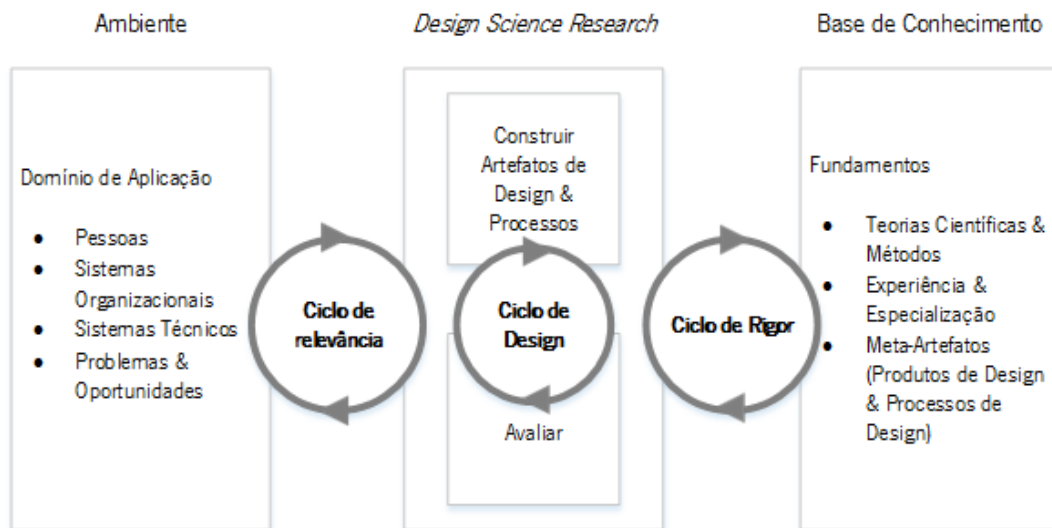 Ambiente
Domínio de Aplicação
● Pessoas
● Sistemas
Organizacionais
● Sistemas Técnicos
● Problemas &
Oportunidades
Ciclo de
relevância
Design Science Research
Construir
Artefatos de
Design &
Processos
Ciclo de
Design
Avaliar
Ciclo de Rigor
Base de Conhecimento
Fundamentos
● Teorias Científicas &
Métodos
● Experiência &
Especialização
● Meta-Artefatos
(Produtos de Design
& Processos de
Design)